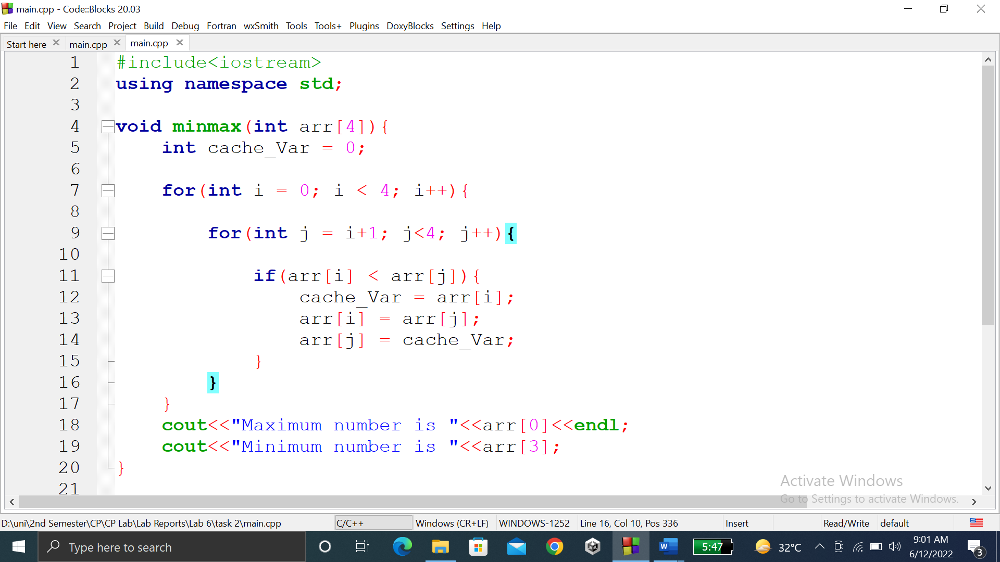 main.cpp - Code::Blocks 20.03
File Edit View Search Project Build Debug Fortran wxSmith Tools Tools+ Plugins DoxyBlocks Settings Help
Start here main.cpp main.cpp
1 #include<iostream>
2 using namespace std;
3
4 void minmax(int arr[4]){
5 int cache_Var = 0;
6
7 for(int i = 0; i < 4; i++){
8
9 for(int j = i+1; j<4; j++){
10
11 if(arr[i] < arr[j]){
12 cache_Var = arr[i];
13 arr[i] = arr[j];
14 arr[j] = cache_Var;
15 }
16 }
17 }
18 cout<<"Maximum number is "<<arr[0]<<endl;
19 cout<<"Minimum number is "<<arr[3];
20 }
21
Activate Windows
Go to Settings to activate Windows.
D:\uni\2nd Semester\CP\CP Lab\Lab Reports\Lab 6\task 2\main.cpp C/C++ Windows (CR+LF) WINDOWS-1252 Line 16, Col 10, Pos 336 Insert Read/Write default
Type here to search W 5:47 32°C 9:01 AM
6/12/2022 3